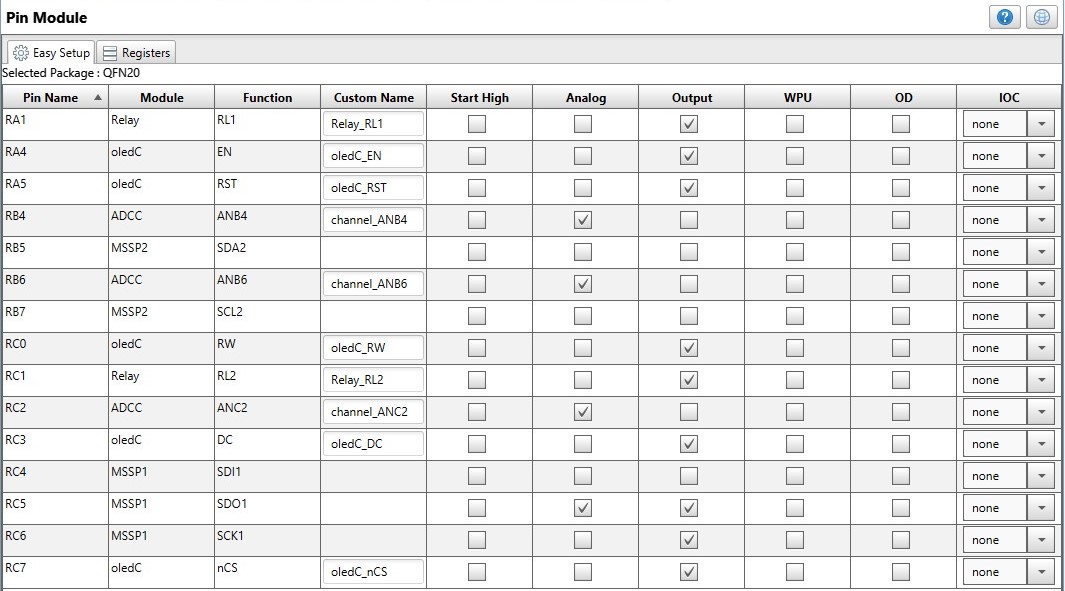 Pin Module
Easy Setup Registers
Selected Package : QFN20
Pin Name Module Function Custom Name Start High Analog Output WPU OD IOC
RA1 Relay RL1 Relay_RL1 none
RA4 oledC EN oledC_EN none
RA5 oledC RST oledC_RST none
RB4 ADCC ANB4 channel_ANB4 none
RB5 MSSP2 SDA2 none
RB6 ADCC ANB6 channel_ANB6 none
RB7 MSSP2 SCL2 none
RC0 oledC RW oledC_RW none
RC1 Relay RL2 Relay_RL2 none
RC2 ADCC ANC2 channel_ANC2 none
RC3 oledC DC oledC_DC none
RC4 MSSP1 SDI1 none
RC5 MSSP1 SDO1 none
RC6 MSSP1 SCK1 none
RC7 oledC nCS oledC_nCS none